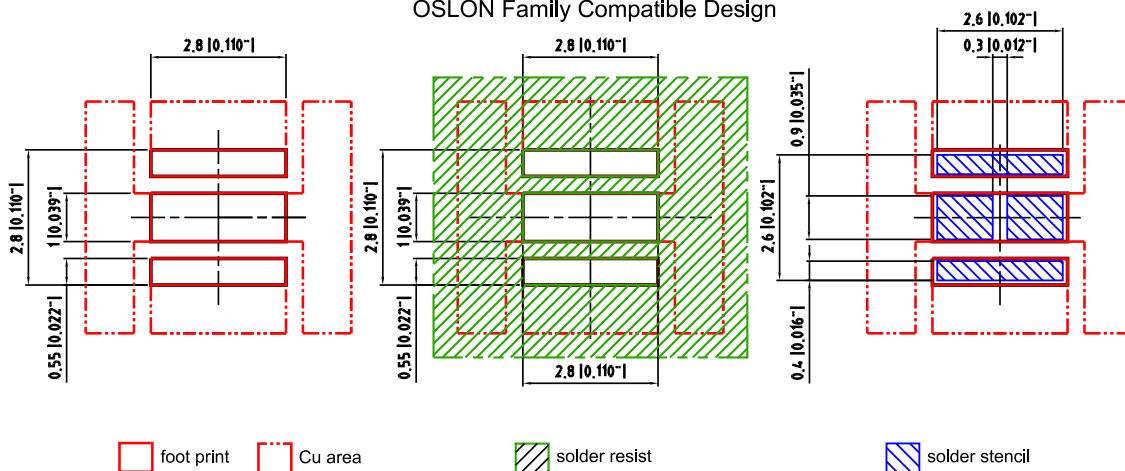 OSLON Family Compatible Design
2.8 |0.110"|
2.8 |0.110"|
1 |0.039"|
0.55 |0.022"|
2.8 |0.110"|
2.8 |0.110"|
1 |0.039"|
0.55 |0.022"|
2.8 |0.110"|
2.6 |0.102"|
0.3 |0.012"|
0.9 |0.035"|
2.6 |0.102"|
0.4 |0.016"|
foot print
Cu area
solder resist
solder stencil